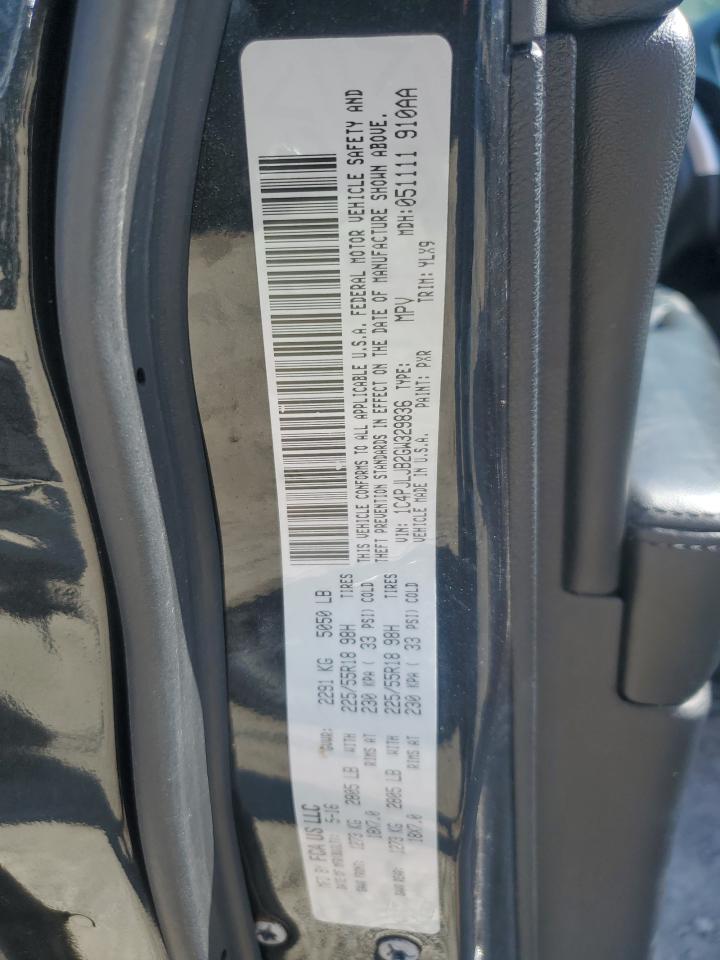 MFD BY FCA US LLC
DATE OF MFR(BUILT): 5-16 GVWR: 2291 KG 5050 LB
GAWR FRONT: 1273 KG 2805 LB WITH 225/55R18 98H TIRES
18X7.0 RIMS AT 230 KPA ( 33 PSI) COLD
GAWR REAR: 1273 KG 2805 LB WITH 225/55R18 98H TIRES
18X7.0 RIMS AT 230 KPA ( 33 PSI) COLD
THIS VEHICLE CONFORMS TO ALL APPLICABLE U.S.A. FEDERAL MOTOR VEHICLE SAFETY AND
THEFT PREVENTION STANDARDS IN EFFECT ON THE DATE OF MANUFACTURE SHOWN ABOVE.
VIN: 1C4PJLJB2GW329836 TYPE: MPV MDH:051111 910AA
VEHICLE MADE IN U.S.A. PAINT: PXR TRIM: YLX9